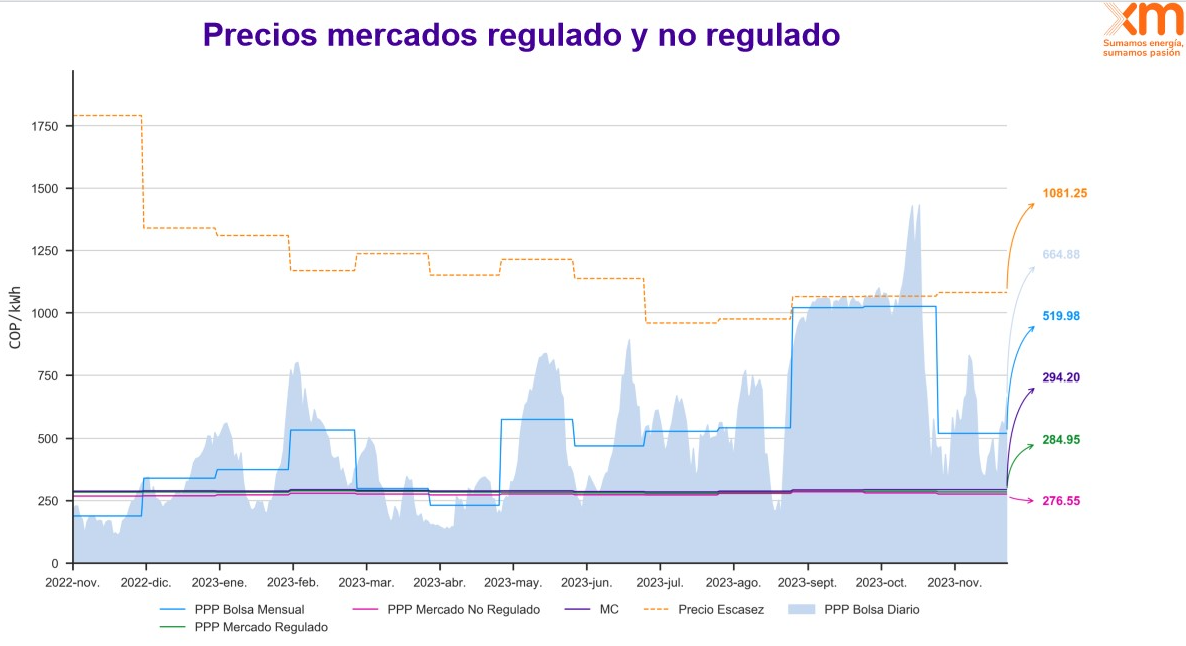 Precios mercados regulado y no regulado
xm
Sumamos energía,
sumamos pasión
COP/kWh
1750
1500
1250
1000
750
500
250
0
2022-nov.
2022-dic.
2023-ene.
2023-feb.
2023-mar.
2023-abr.
2023-may.
2023-jun.
2023-jul.
2023-ago.
2023-sept.
2023-oct.
2023-nov.
1081.25
664.88
519.98
294.20
284.95
276.55
PPP Bolsa Mensual
PPP Mercado No Regulado
MC
Precio Escasez
PPP Bolsa Diario
PPP Mercado Regulado